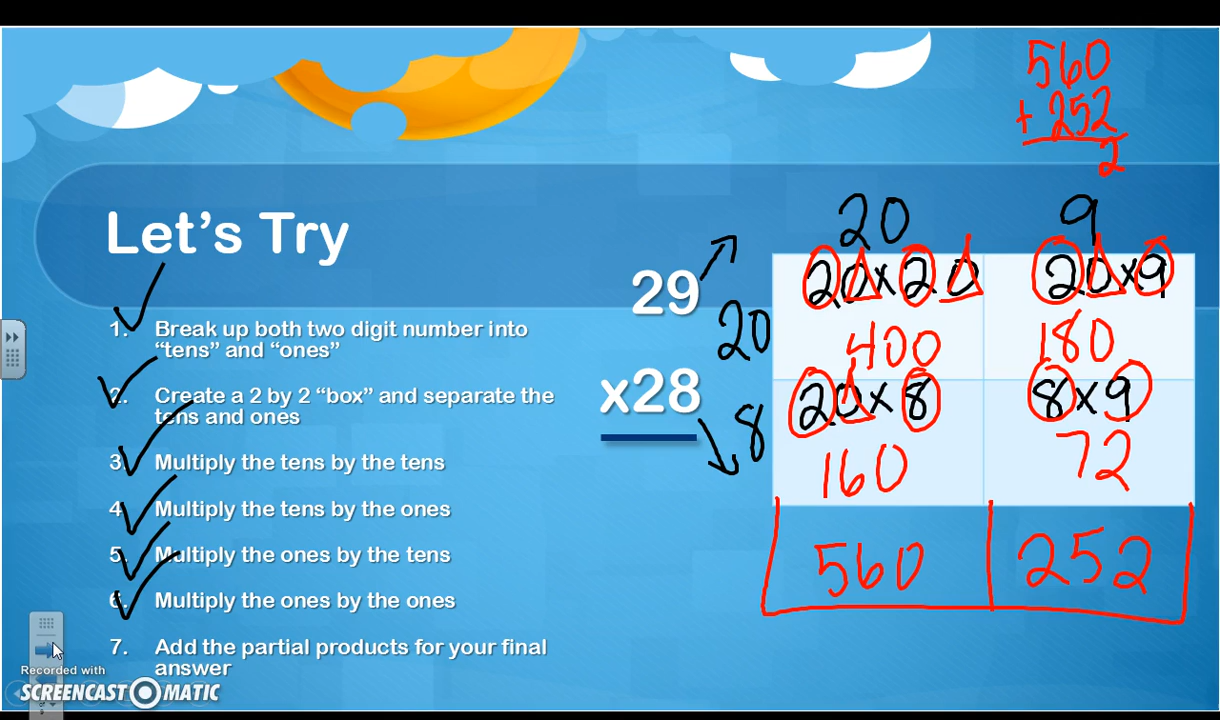 560
+ 252
2
Let's Try
1. Break up both two digit number into
"tens" and "ones"
2. Create a 2 by 2 "box" and separate the
tens and ones
3. Multiply the tens by the tens
4. Multiply the tens by the ones
5. Multiply the ones by the tens
6. Multiply the ones by the ones
7. Add the partial products for your final
answer
29
x28
20 9
20
8
20x20 20x9
400 180
20x8 8x9
160 72
560 252
Recorded with
SCREENCAST-O-MATIC